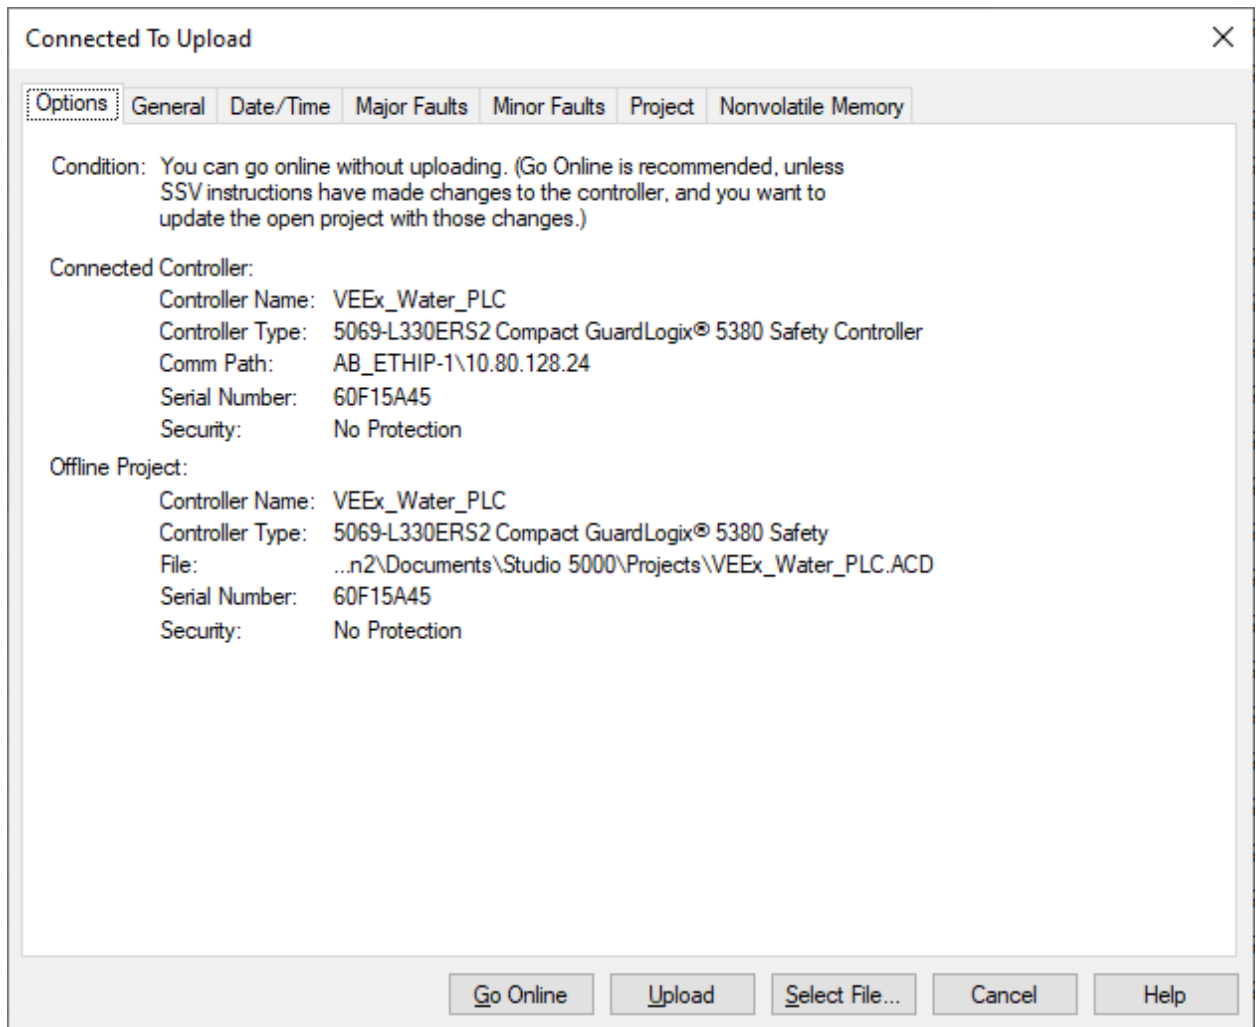 Connected To Upload
Options General Date/Time Major Faults Minor Faults Project Nonvolatile Memory
Condition: You can go online without uploading. (Go Online is recommended, unless
SSV instructions have made changes to the controller, and you want to
update the open project with those changes.)
Connected Controller:
Controller Name: VEEx_Water_PLC
Controller Type: 5069-L330ERS2 Compact GuardLogix® 5380 Safety Controller
Comm Path: AB_ETHIP-1\10.80.128.24
Serial Number: 60F15A45
Security: No Protection
Offline Project:
Controller Name: VEEx_Water_PLC
Controller Type: 5069-L330ERS2 Compact GuardLogix® 5380 Safety
File: ...n2\Documents\Studio 5000\Projects\VEEx_Water_PLC.ACD
Serial Number: 60F15A45
Security: No Protection
Go Online Upload Select File... Cancel Help